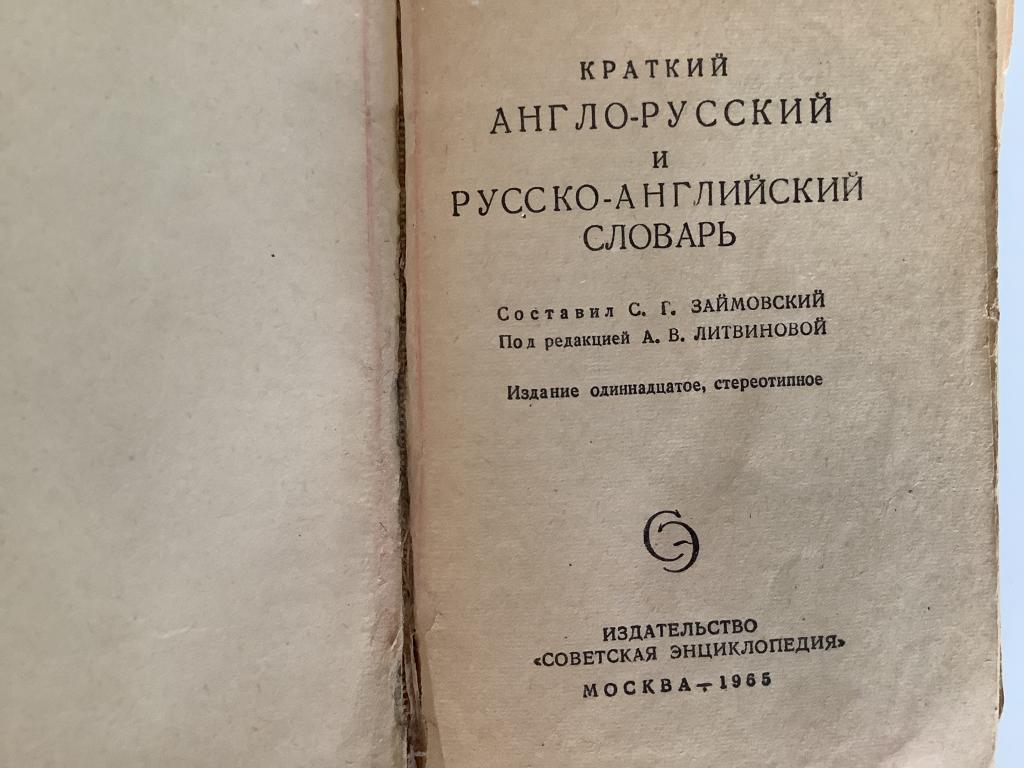 КРАТКИЙ
АНГЛО-РУССКИЙ
И
РУССКО-АНГЛИЙСКИЙ
СЛОВАРЬ
Составил С. Г. ЗАЙМОВСКИЙ
Под редакцией А. В. ЛИТВИНОВОЙ
Издание одиннадцатое, стереотипное
СЭ
ИЗДАТЕЛЬСТВО
«СОВЕТСКАЯ ЭНЦИКЛОПЕДИЯ»
МОСКВА — 1965